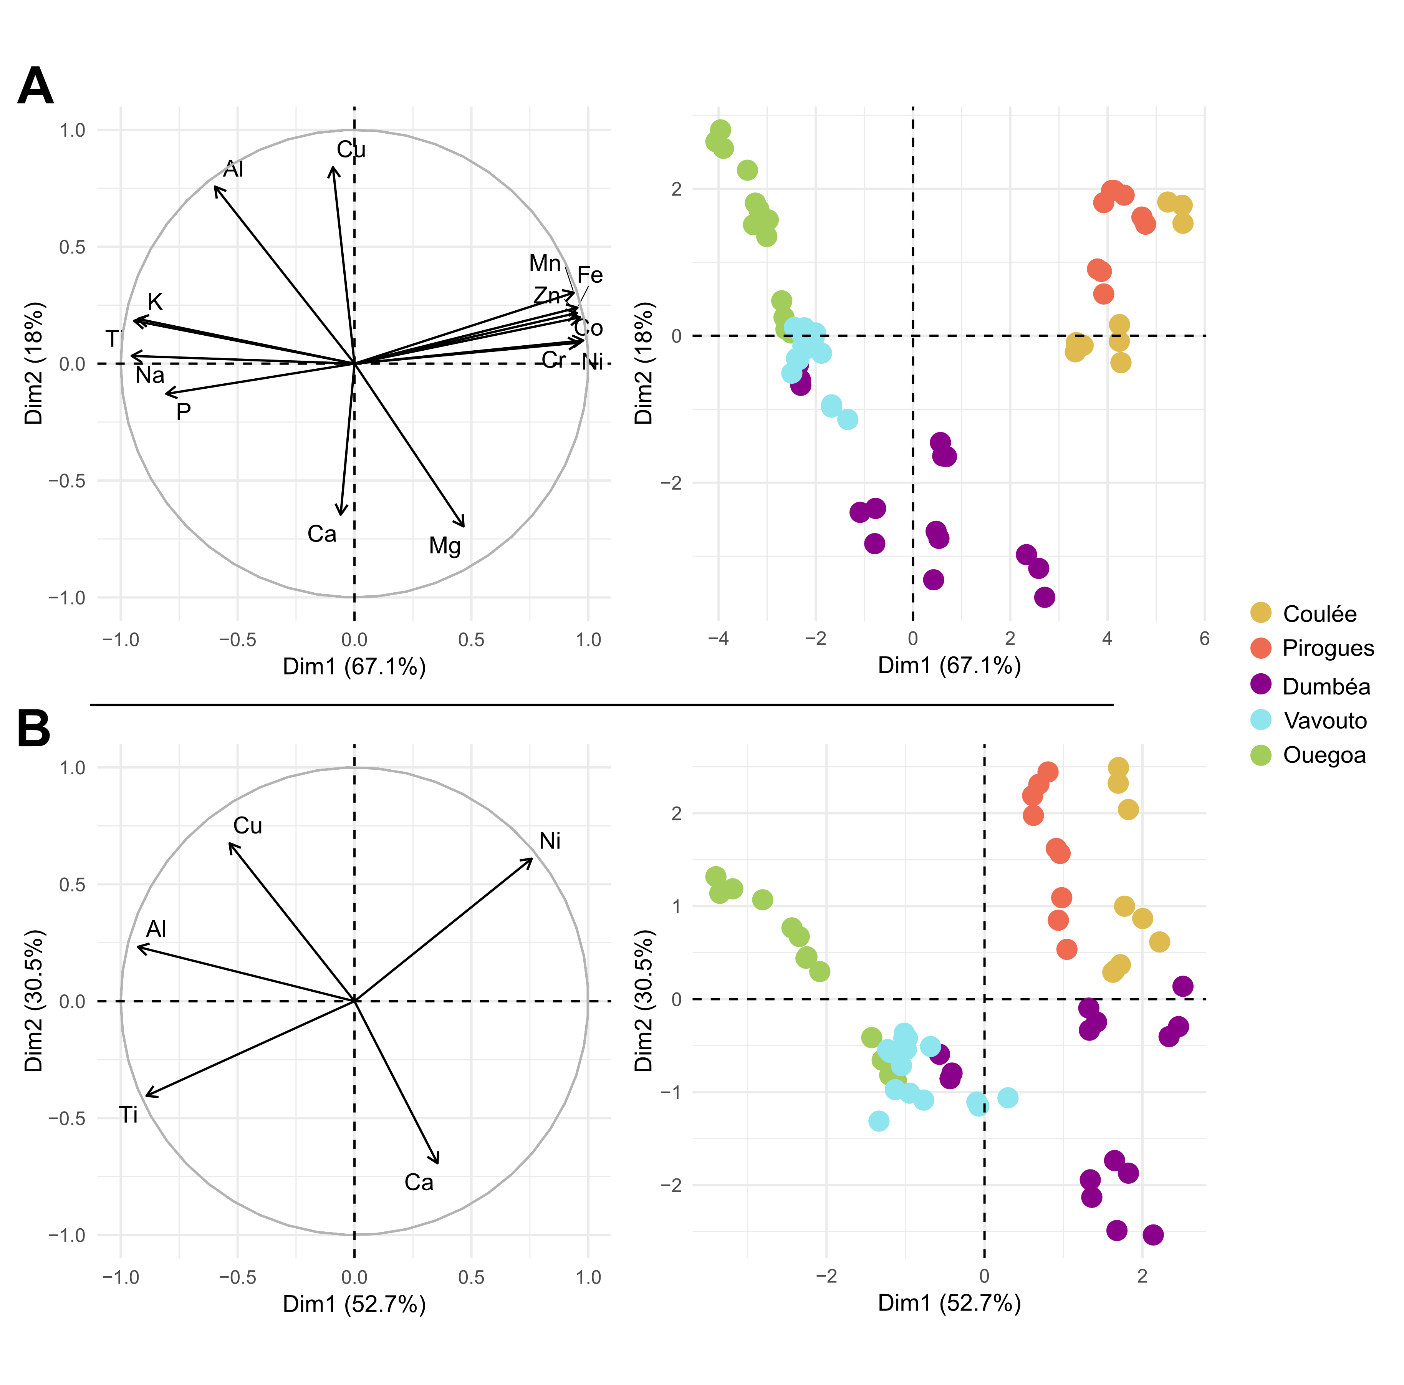 A
1.0
0.5
0.0
−0.5
−1.0
Dim2 (18%)
Al
Cu
Mn
Fe
Zn
Co
Cr
Ni
K
Na
P
Ca
Mg
−1.0 −0.5 0.0 0.5 1.0
Dim1 (67.1%)
2
0
−2
Dim2 (18%)
−4 −2 0 2 4 6
Dim1 (67.1%)
Coulée
Pirogues
Dumbéa
Vavouto
Ouegoa
B
1.0
0.5
0.0
−0.5
−1.0
Dim2 (30.5%)
Cu
Ni
Al
Ti
Ca
−1.0 −0.5 0.0 0.5 1.0
Dim1 (52.7%)
2
1
0
−1
−2
Dim2 (30.5%)
−2 0 2
Dim1 (52.7%)